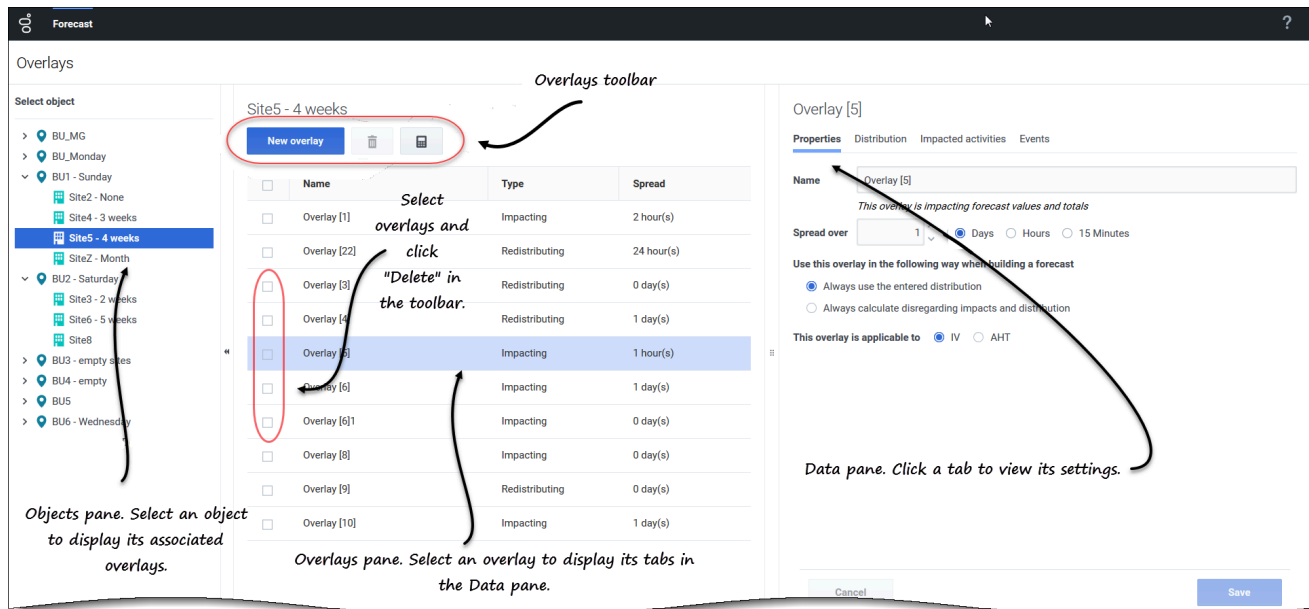 Forecast
?
Overlays
Select object
BU_MG
BU_Monday
BU1 - Sunday
Site2 - None
Site4 - 3 weeks
Site5 - 4 weeks
SiteZ - Month
BU2 - Saturday
Site3 - 2 weeks
Site6 - 5 weeks
Site8
BU3 - empty sites
BU4 - empty
BU5
BU6 - Wednesday
Objects pane. Select an object
to display its associated
overlays.
Overlays toolbar
Site5 - 4 weeks
New overlay
Name Type Spread
Overlay [1] Impacting 2 hour(s)
Overlay [22] Redistributing 24 hour(s)
Overlay [3] Redistributing 0 day(s)
Overlay [4] Redistributing 1 day(s)
Overlay [5] Impacting 1 hour(s)
Overlay [6] Impacting 1 day(s)
Overlay [6]1 Impacting 0 day(s)
Overlay [8] Impacting 0 day(s)
Overlay [9] Redistributing 0 day(s)
Overlay [10] Impacting 1 day(s)
Select
overlays and
click
"Delete" in
the toolbar.
Overlays pane. Select an overlay to display its tabs in
the Data pane.
Overlay [5]
Properties Distribution Impacted activities Events
Name Overlay [5]
This overlay is impacting forecast values and totals
Spread over 1 Days Hours 15 Minutes
Use this overlay in the following way when building a forecast
Always use the entered distribution
Always calculate disregarding impacts and distribution
This overlay is applicable to IV AHT
Data pane. Click a tab to view its settings.
Cancel Save